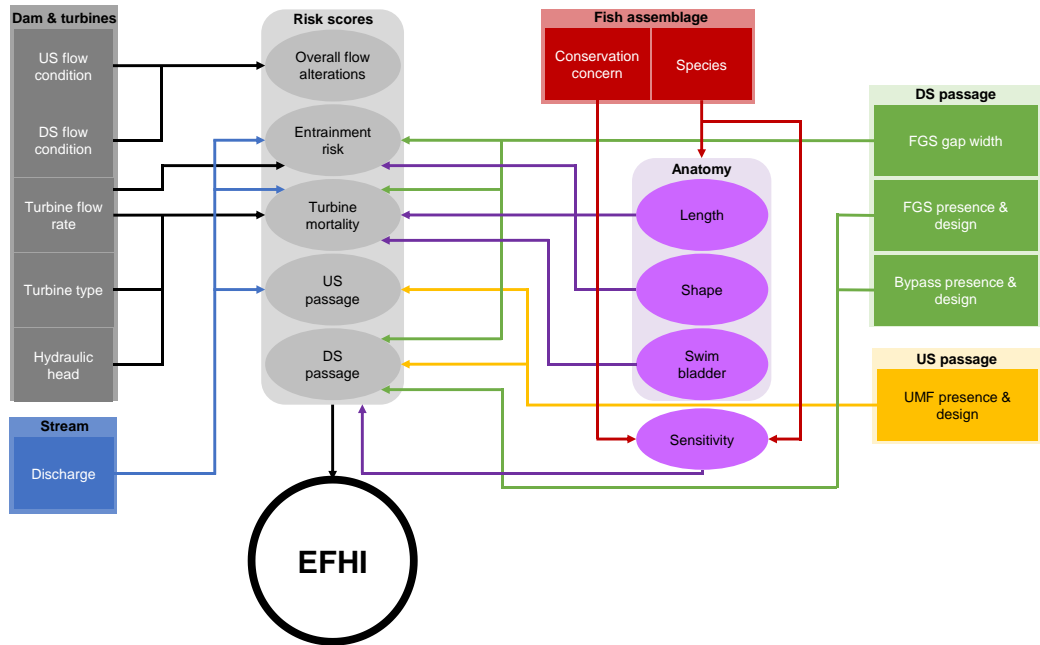 Dam & turbines
US flow
condition
DS flow
condition
Turbine flow
rate
Turbine type
Hydraulic
head
Stream
Discharge
Risk scores
Overall flow
alterations
Entrainment
risk
Turbine
mortality
US
passage
DS
passage
EFHI
Fish assemblage
Conservation
concern
Species
Anatomy
Length
Shape
Swim
bladder
Sensitivity
DS passage
FGS gap width
FGS presence &
design
Bypass presence &
design
US passage
UMF presence &
design